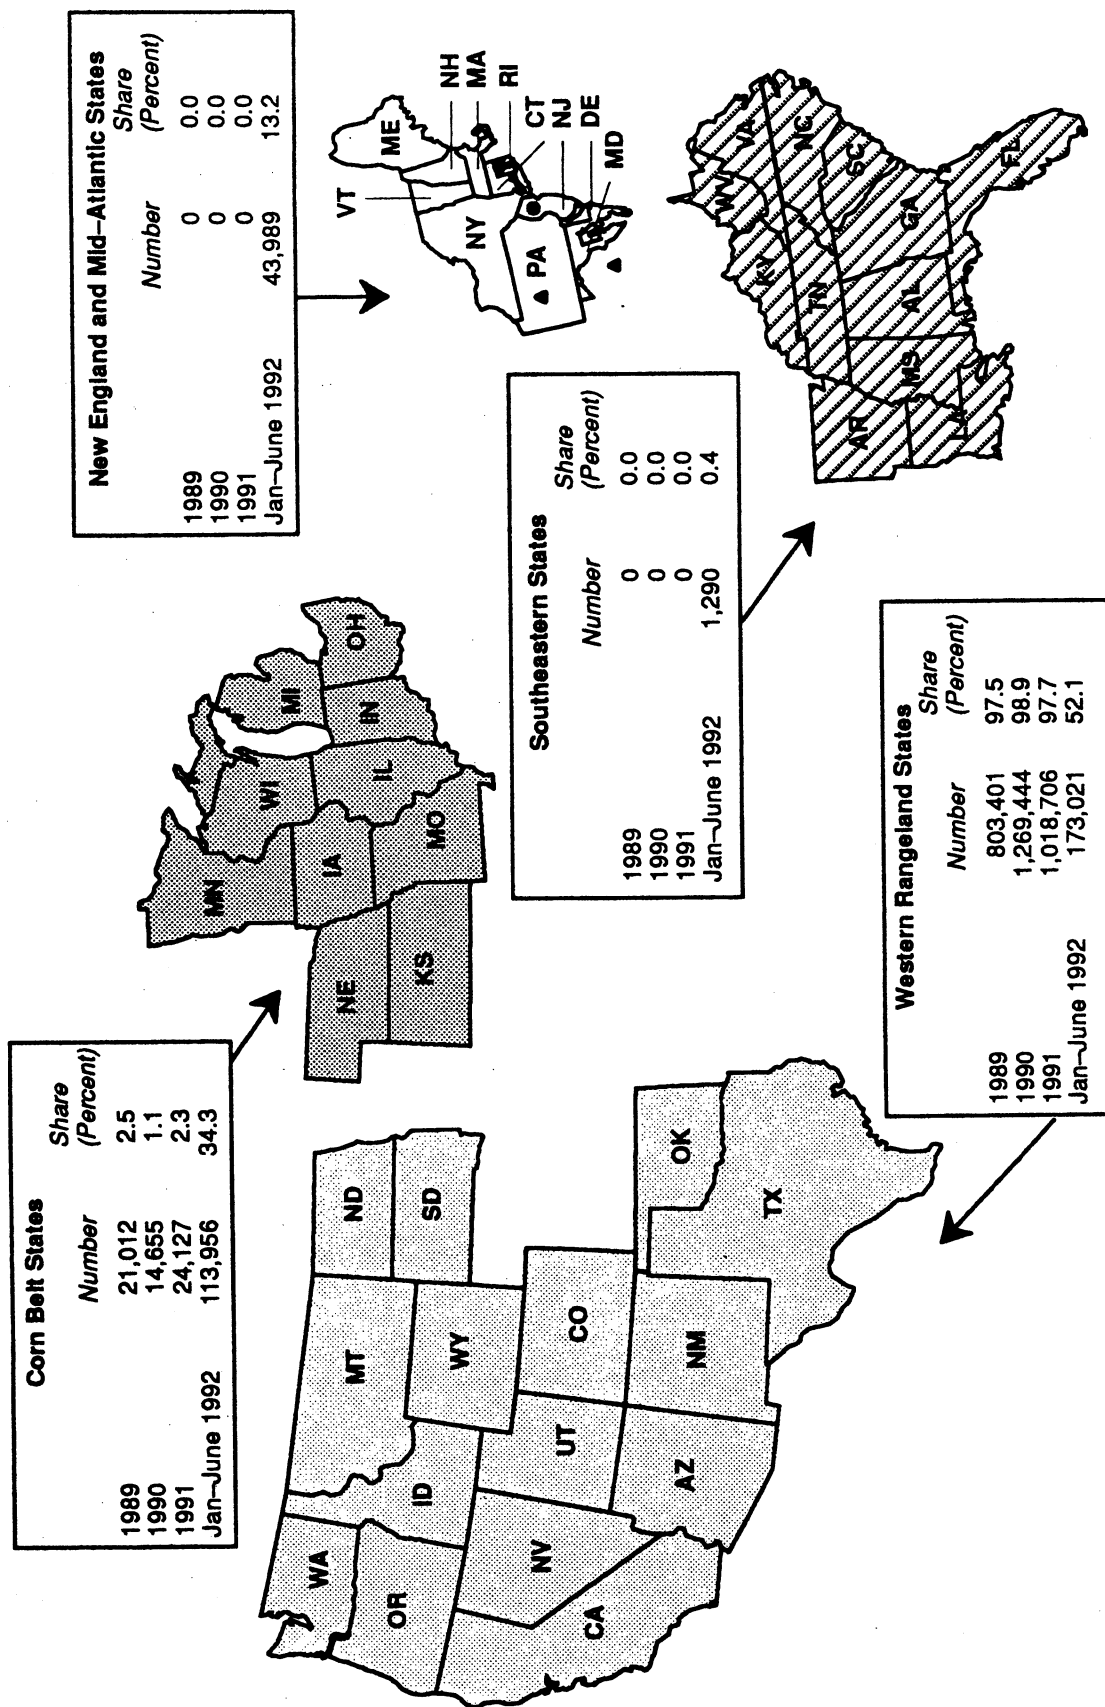 Corn Belt States
Number Share (Percent)
1989 21,012 2.5
1990 14,655 1.1
1991 24,127 2.3
Jan–June 1992 113,956 34.3
New England and Mid–Atlantic States
Number Share (Percent)
1989 0 0.0
1990 0 0.0
1991 0 0.0
Jan–June 1992 43,989 13.2
Southeastern States
Number Share (Percent)
1989 0 0.0
1990 0 0.0
1991 0 0.0
Jan–June 1992 1,290 0.4
Western Rangeland States
Number Share (Percent)
1989 803,401 97.5
1990 1,269,444 98.9
1991 1,018,706 97.7
Jan–June 1992 173,021 52.1
WA
OR
CA
NV
ID
MT
WY
UT
AZ
CO
NM
ND
SD
OK
TX
NE
KS
MN
IA
MO
WI
IL
MI
IN
OH
VT
ME
NY
PA
NH
MA
RI
CT
NJ
DE
MD
AR
LA
MS
AL
TN
KY
WV
VA
NC
SC
GA
FL